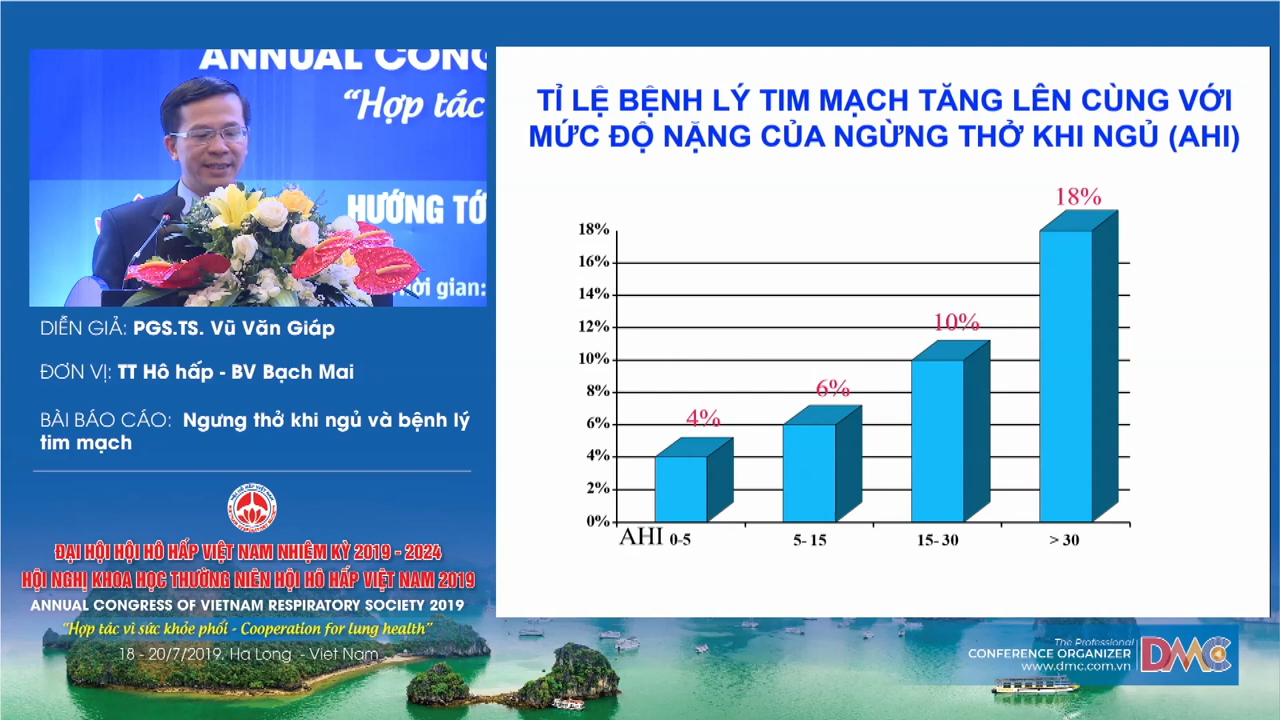 ANNUAL CONG
"Hợp tác
HƯỚNG TỚ
hời gian:
DIỄN GIẢ: PGS.TS. Vũ Văn Giáp
ĐƠN VỊ: TT Hô hấp - BV Bạch Mai
BÀI BÁO CÁO: Ngưng thở khi ngủ và bệnh lý
tim mạch
ĐẠI HỘI HỘI HÔ HẤP VIỆT NAM NHIỆM KỲ 2019 - 2024
HỘI NGHỊ KHOA HỌC THƯỜNG NIÊN HỘI HÔ HẤP VIỆT NAM 2019
ANNUAL CONGRESS OF VIETNAM RESPIRATORY SOCIETY 2019
"Hợp tác vì sức khỏe phổi - Cooperation for lung health"
18 - 20/7/2019. Ha Long - Viet Nam
TỈ LỆ BỆNH LÝ TIM MẠCH TĂNG LÊN CÙNG VỚI
MỨC ĐỘ NẶNG CỦA NGỪNG THỞ KHI NGỦ (AHI)
18%
18%
16%
14%
12%
10%
10%
8%
6%
6%
4%
4%
2%
0%
AHI 0-5 5-15 15-30 > 30
The Professional
CONFERENCE ORGANIZER
www.dmc.com.vn
DMC